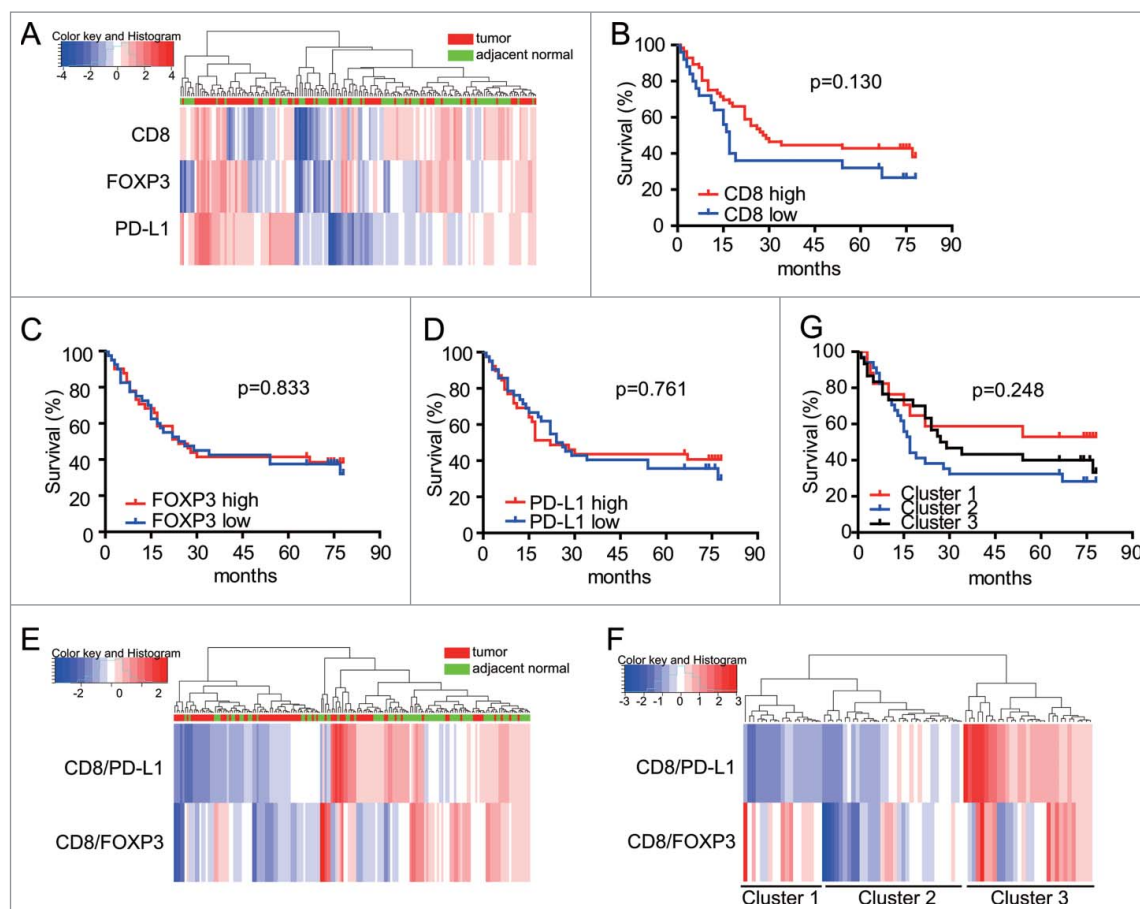 A
Color key and Histogram
-4 -2 0 2 4
tumor
adjacent normal
CD8
FOXP3
PD-L1
B
Survival (%)
100
80
60
40
20
0
p=0.130
CD8 high
CD8 low
0 15 30 45 60 75 90
months
C
Survival (%)
100
80
60
40
20
0
p=0.833
FOXP3 high
FOXP3 low
0 15 30 45 60 75 90
months
D
Survival (%)
100
80
60
40
20
0
p=0.761
PD-L1 high
PD-L1 low
0 15 30 45 60 75 90
months
G
Survival (%)
100
80
60
40
20
0
p=0.248
Cluster 1
Cluster 2
Cluster 3
0 15 30 45 60 75 90
months
E
Color key and Histogram
-2 0 2
tumor
adjacent normal
CD8/PD-L1
CD8/FOXP3
F
Color key and Histogram
-3 -2 -1 0 1 2 3
CD8/PD-L1
CD8/FOXP3
Cluster 1 Cluster 2 Cluster 3